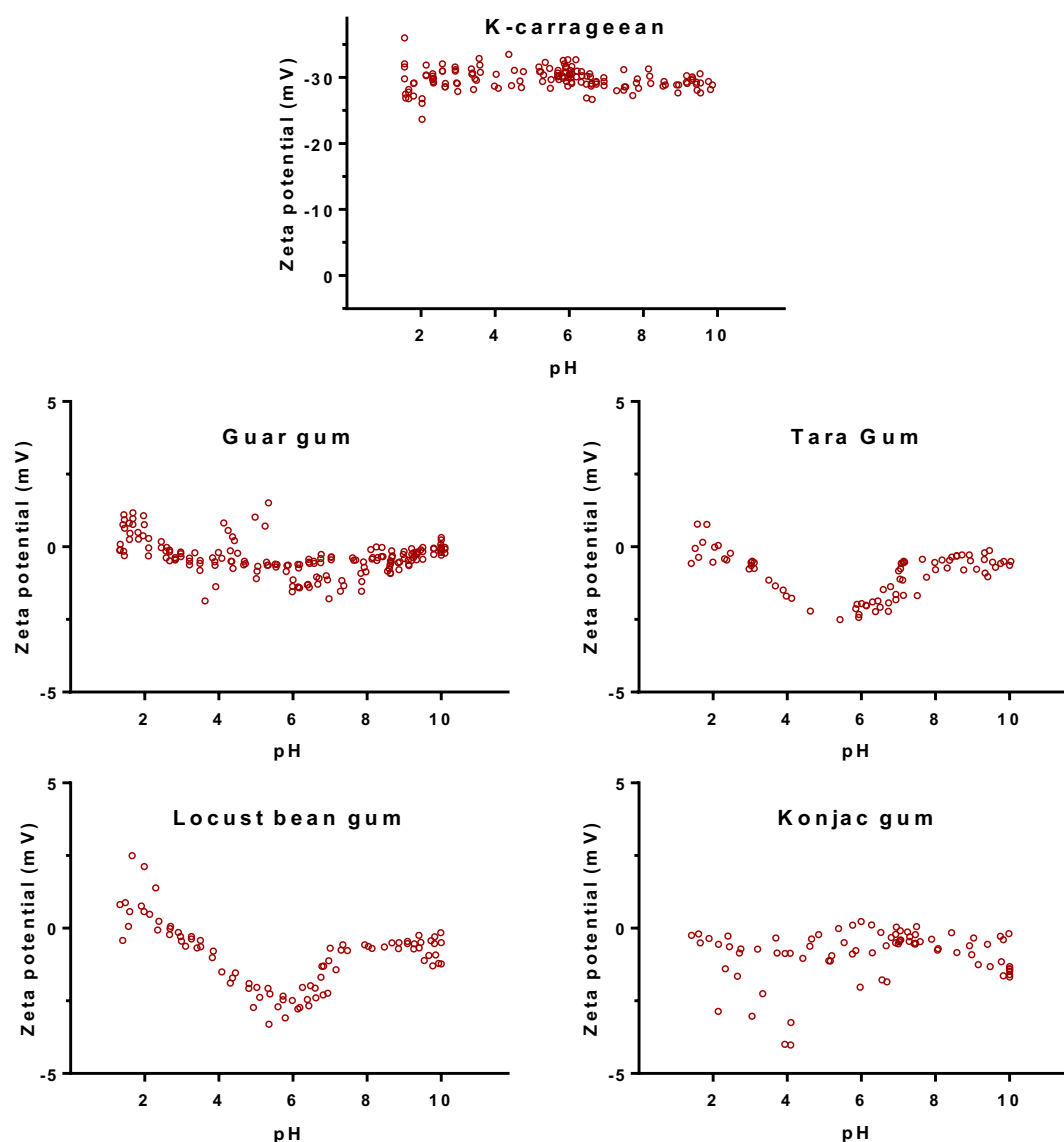 K-carrageean
Zeta potential (mV)
-30
-20
-10
0
2 4 6 8 10
pH
Guar gum
Zeta potential (mV)
5
0
-5
2 4 6 8 10
pH
Tara Gum
Zeta potential (mV)
5
0
-5
2 4 6 8 10
pH
Locust bean gum
Zeta potential (mV)
5
0
-5
2 4 6 8 10
pH
Konjac gum
Zeta potential (mV)
5
0
-5
2 4 6 8 10
pH